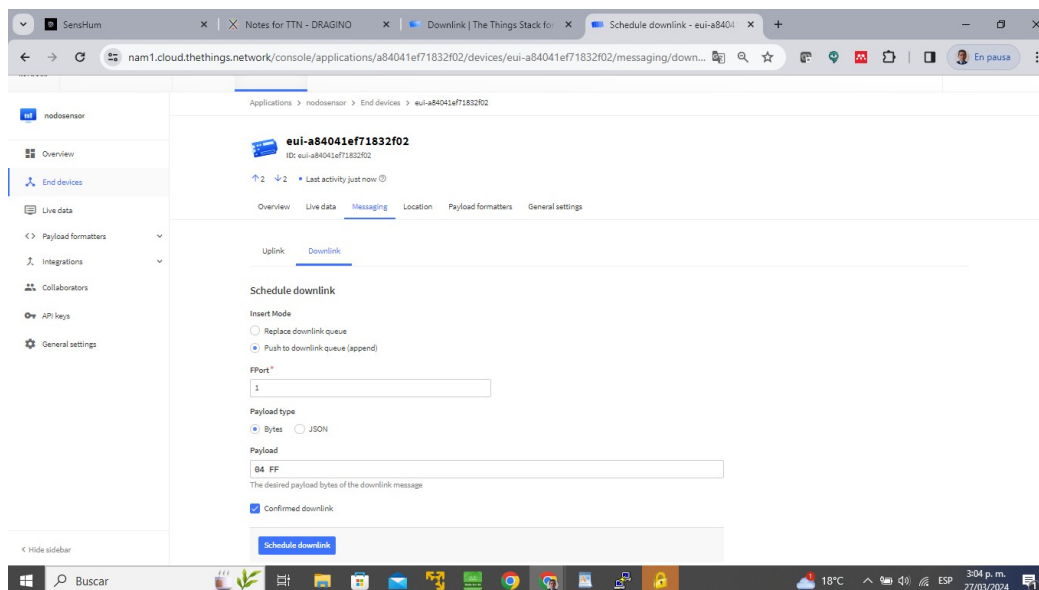 SensHum
Notes for TTN - DRAGINO
Downlink | The Things Stack for
Schedule downlink - eui-a8404
nam1.cloud.thethings.network/console/applications/a84041ef71832f02/devices/eui-a84041ef71832f02/messaging/down...
En pausa
Applications > nodosensor > End devices > eui-a84041ef71832f02
nodosensor
eui-a84041ef71832f02
ID: eui-a84041ef71832f02
2 2 • Last activity just now
Overview
End devices
Live data
Payload formatters
Integrations
Collaborators
API keys
General settings
Overview Live data Messaging Location Payload formatters General settings
Uplink Downlink
Schedule downlink
Insert Mode
Replace downlink queue
Push to downlink queue (append)
FPort*
1
Payload type
Bytes JSON
Payload
04 FF
The desired payload bytes of the downlink message
Confirmed downlink
Schedule downlink
< Hide sidebar
Buscar
18°C
ESP
3:04 p. m.
27/03/2024